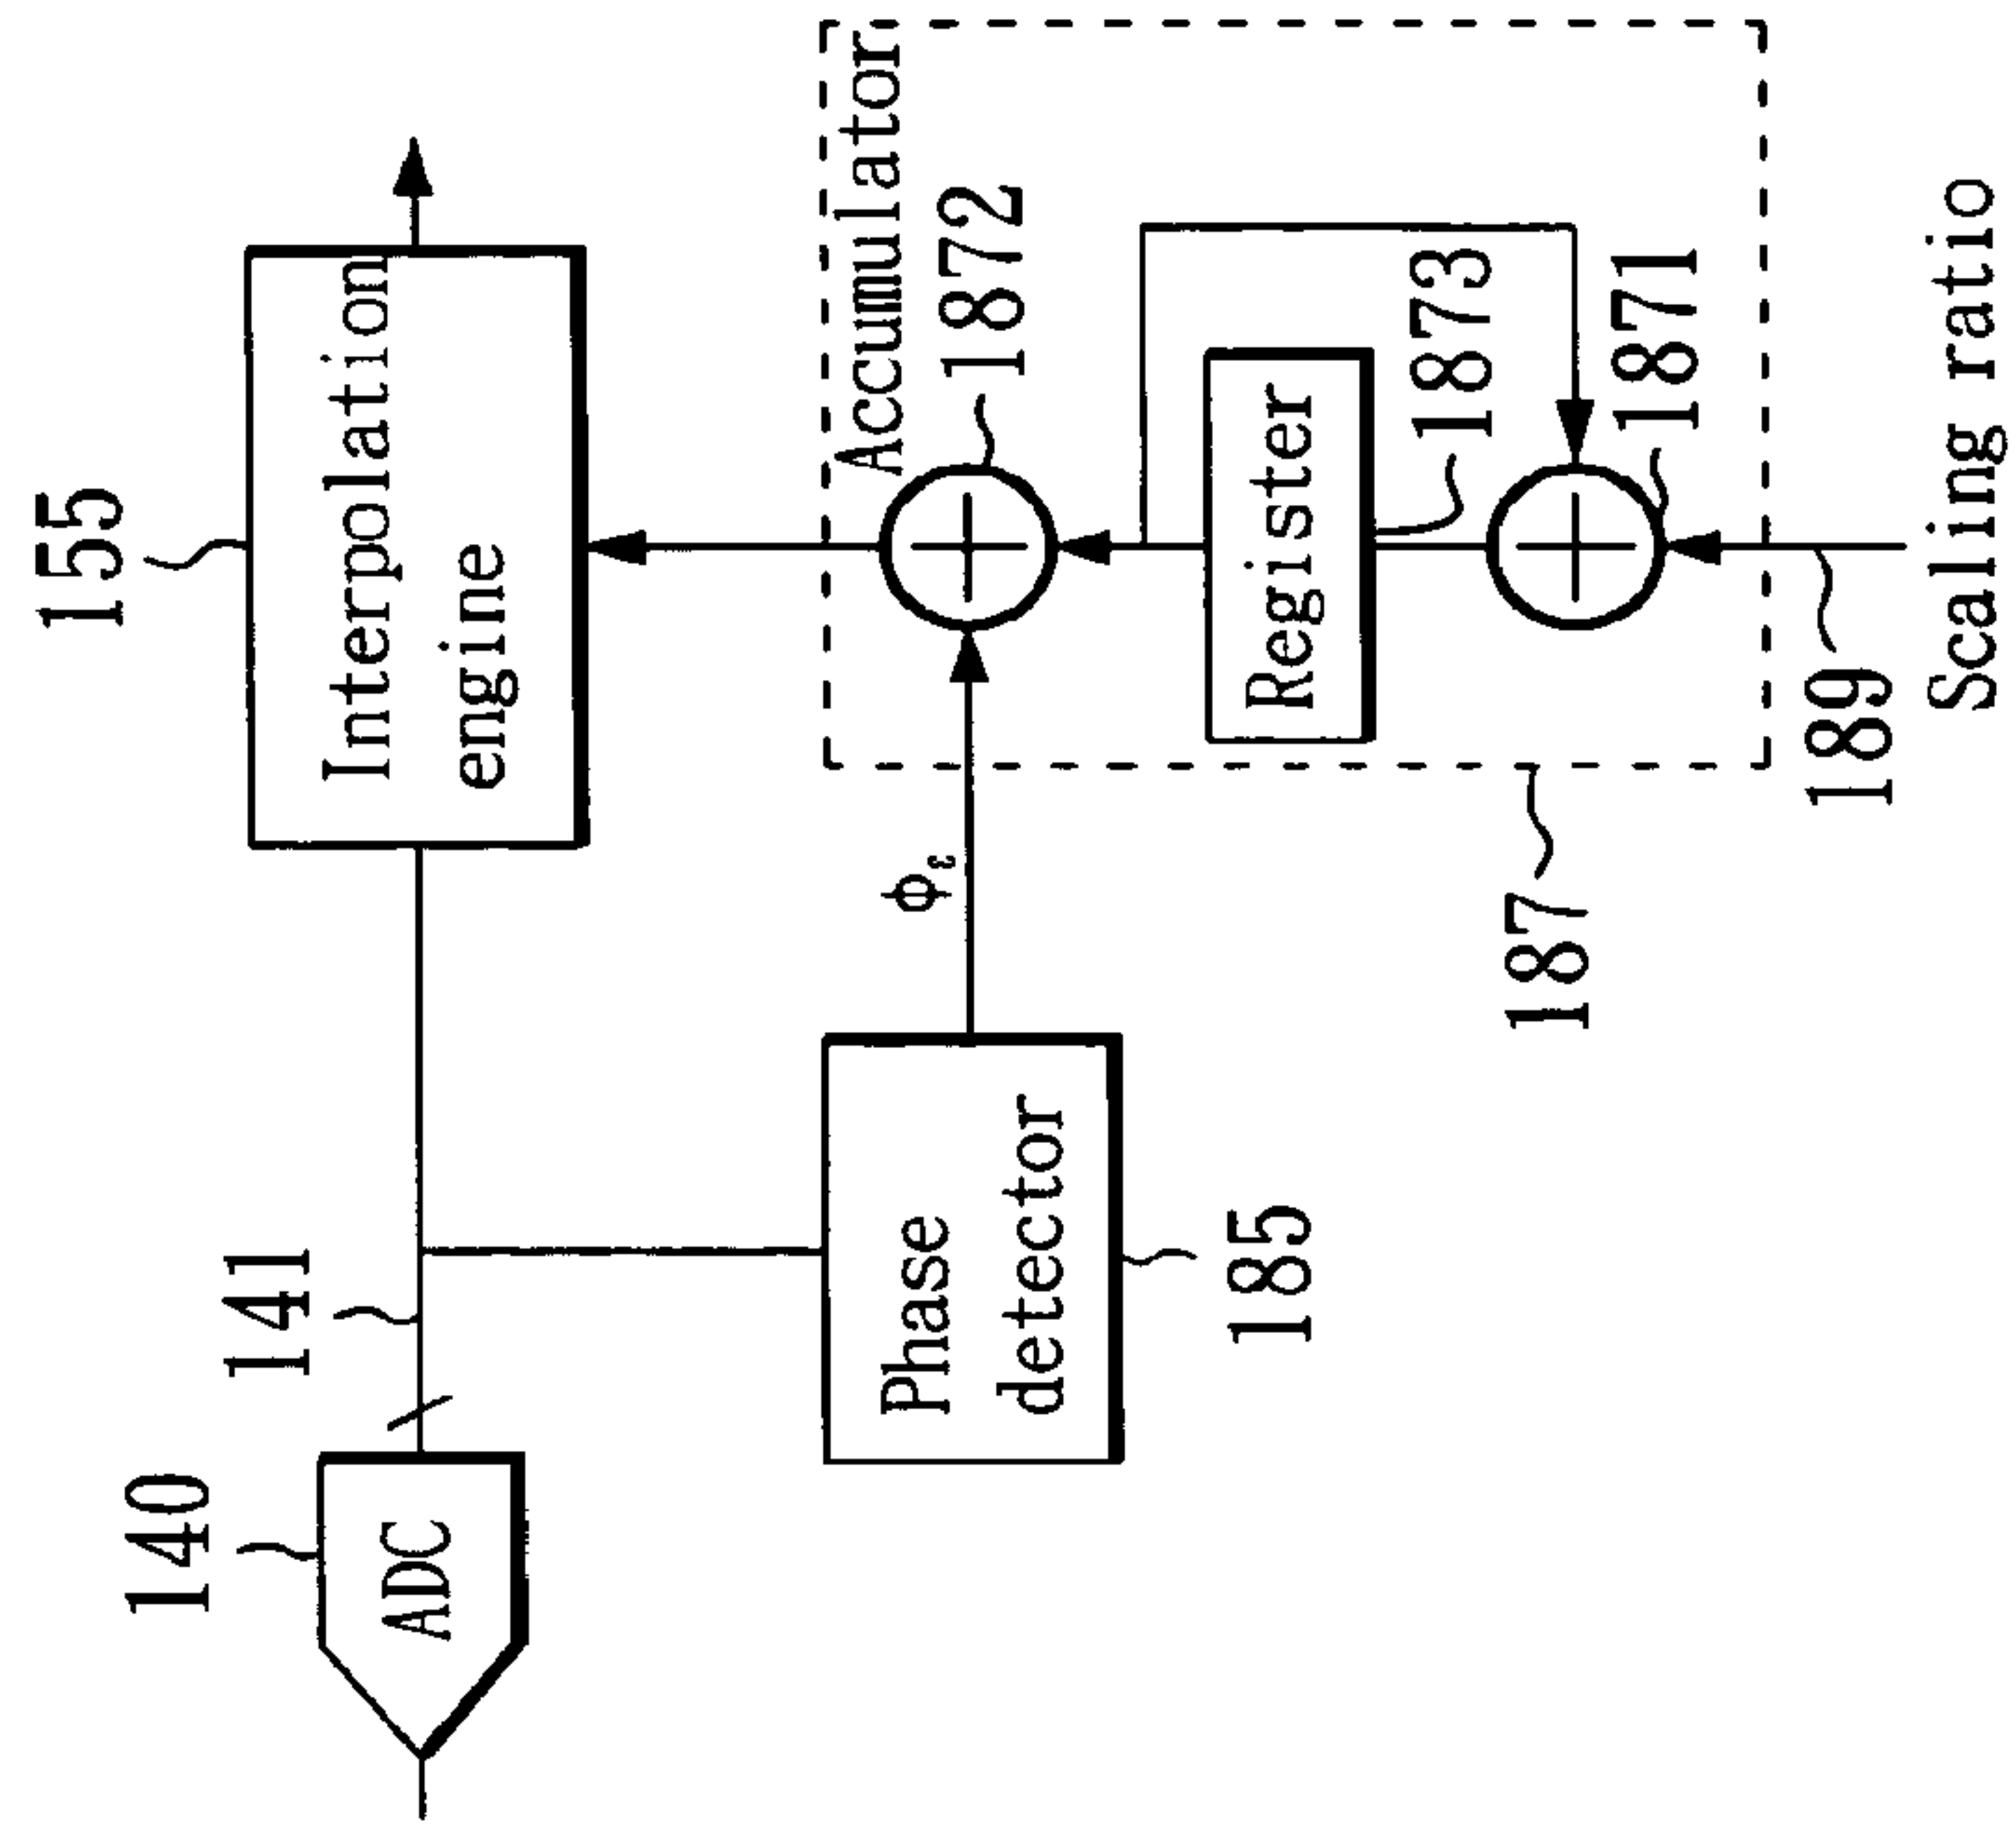 155
140
141
Interpolation
engine
ADC
Accumulator
1872
ϕε
Phase
detector
Register
1873
185
1871
187
189
Scaling ratio